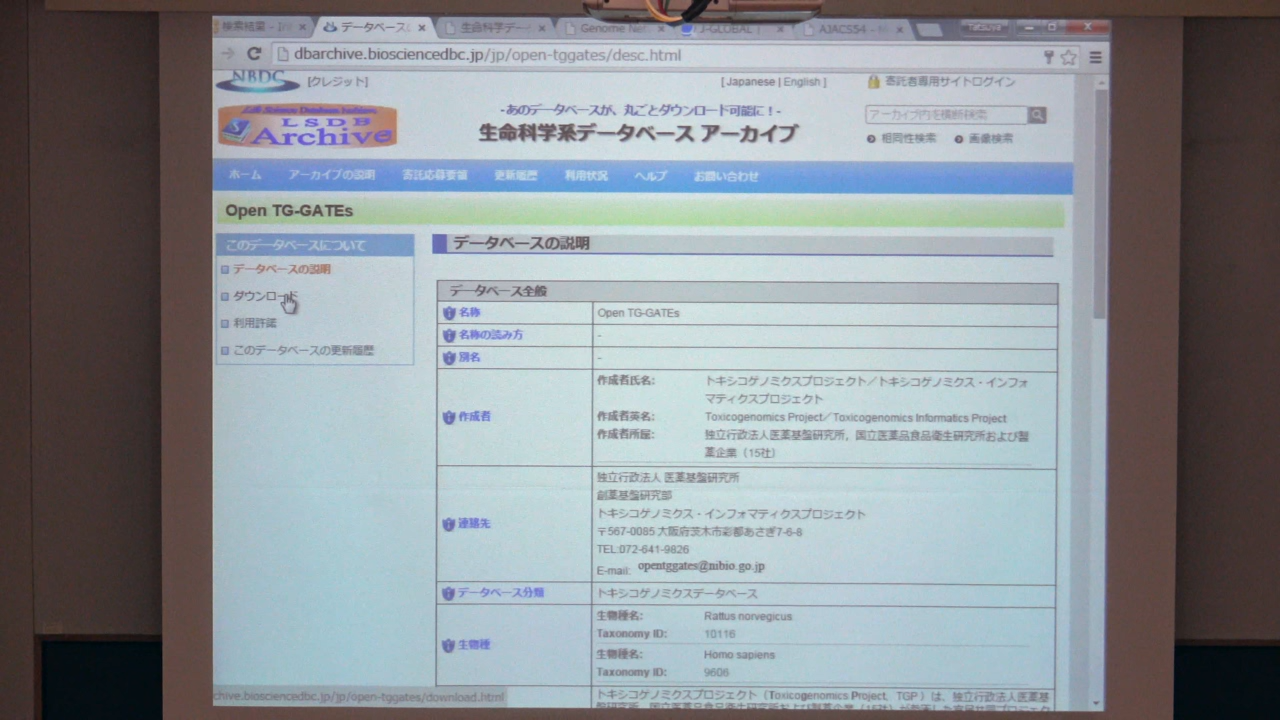 検索結果 - In
データベース
生命科学デー
Genome Net
J-GLOBAL
AJACS54 - M
dbarchive.biosciencedbc.jp/jp/open-tggates/desc.html
NBDC [クレジット]
[ Japanese | English ]
寄託者専用サイトログイン
Life Science Database Archive
LSDB
Archive
-あのデータベースが、丸ごとダウンロード可能に！-
生命科学系データベース アーカイブ
アーカイブ内を横断検索
相同性検索 画像検索
ホーム アーカイブの説明 寄託応募要領 更新履歴 利用状況 ヘルプ お問い合わせ
Open TG-GATEs
このデータベースについて
データベースの説明
ダウンロード
利用許諾
このデータベースの更新履歴
データベースの説明
データベース全般
名称 Open TG-GATEs
名称の読み方 -
別名 -
作成者
作成者氏名: トキシコゲノミクスプロジェクト／トキシコゲノミクス・インフォ
マティクスプロジェクト
作成者英名: Toxicogenomics Project／Toxicogenomics Informatics Project
作成者所属: 独立行政法人医薬基盤研究所，国立医薬品食品衛生研究所および製
薬企業（15社）
連絡先
独立行政法人 医薬基盤研究所
創薬基盤研究部
トキシコゲノミクス・インフォマティクスプロジェクト
〒567-0085 大阪府茨木市彩都あさぎ7-6-8
TEL:072-641-9826
E-mail: opentggates@nibio.go.jp
データベース分類 トキシコゲノミクスデータベース
生物種
生物種名: Rattus norvegicus
Taxonomy ID: 10116
生物種名: Homo sapiens
Taxonomy ID: 9606
トキシコゲノミクスプロジェクト（Toxicogenomics Project, TGP）は、独立行政法人医薬基
chive.biosciencedbc.jp/jp/open-tggates/download.html